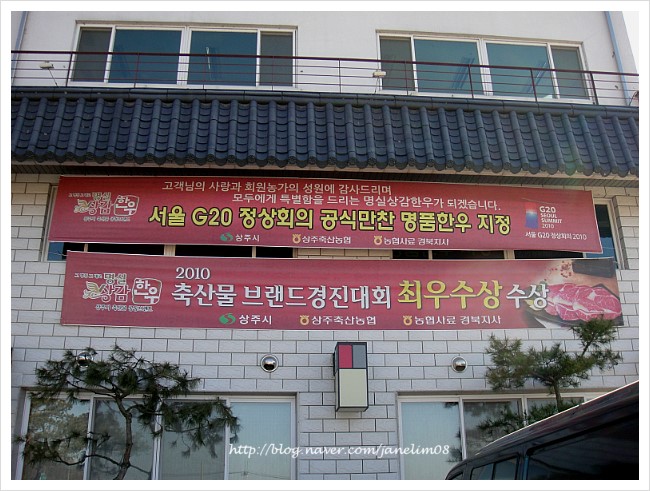 고객님의 사랑과 회원농가의 성원에 감사드리며
모두에게 특별함을 드리는 명실상감한우가 되겠습니다.
명실
상감
한우
서울 G20 정상회의 공식만찬 명품한우 지정
상주시
상주축산농협
농협사료 경북지사
G20
SEOUL
SUMMIT
2010
서울 G20 정상회의 2010
명실
상감
한우
2010
축산물 브랜드경진대회 최우수상 수상
상주시
상주축산농협
농협사료 경북지사
http://blog.naver.com/janelim08